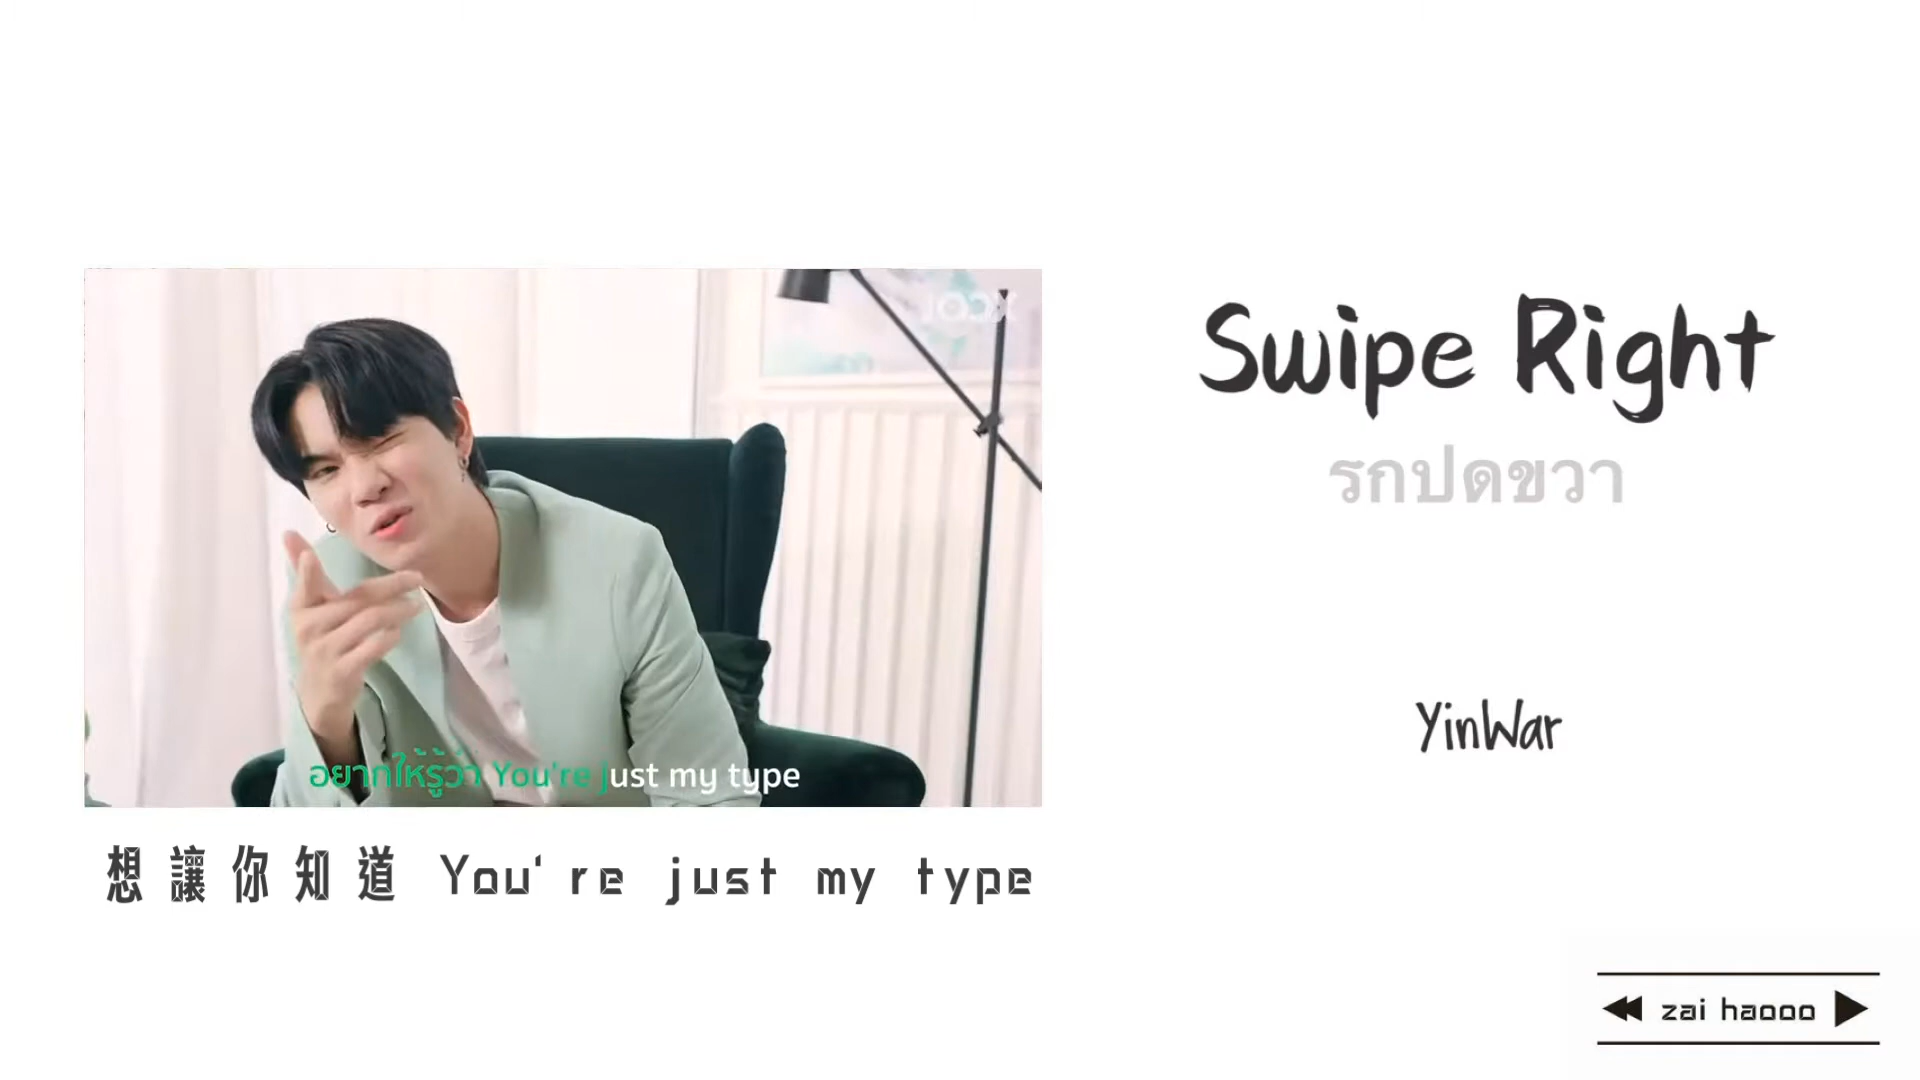 อยากให้รู้ว่า You're just my type
想讓你知道 You're just my type
Swipe Right
รกปดขวา
YinWar
zai haooo